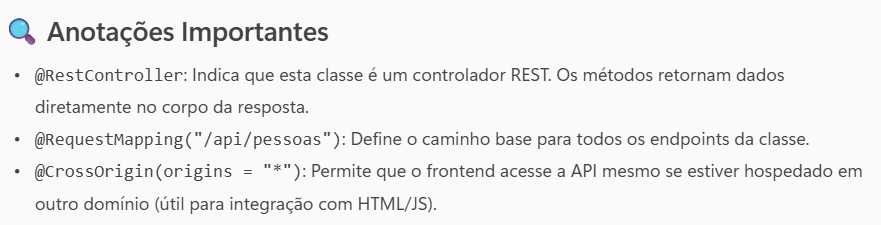 Anotações Importantes
• @RestController: Indica que esta classe é um controlador REST. Os métodos retornam dados
diretamente no corpo da resposta.
• @RequestMapping("/api/pessoas"): Define o caminho base para todos os endpoints da classe.
• @CrossOrigin(origins = "*"): Permite que o frontend acesse a API mesmo se estiver hospedado em
outro domínio (útil para integração com HTML/JS).